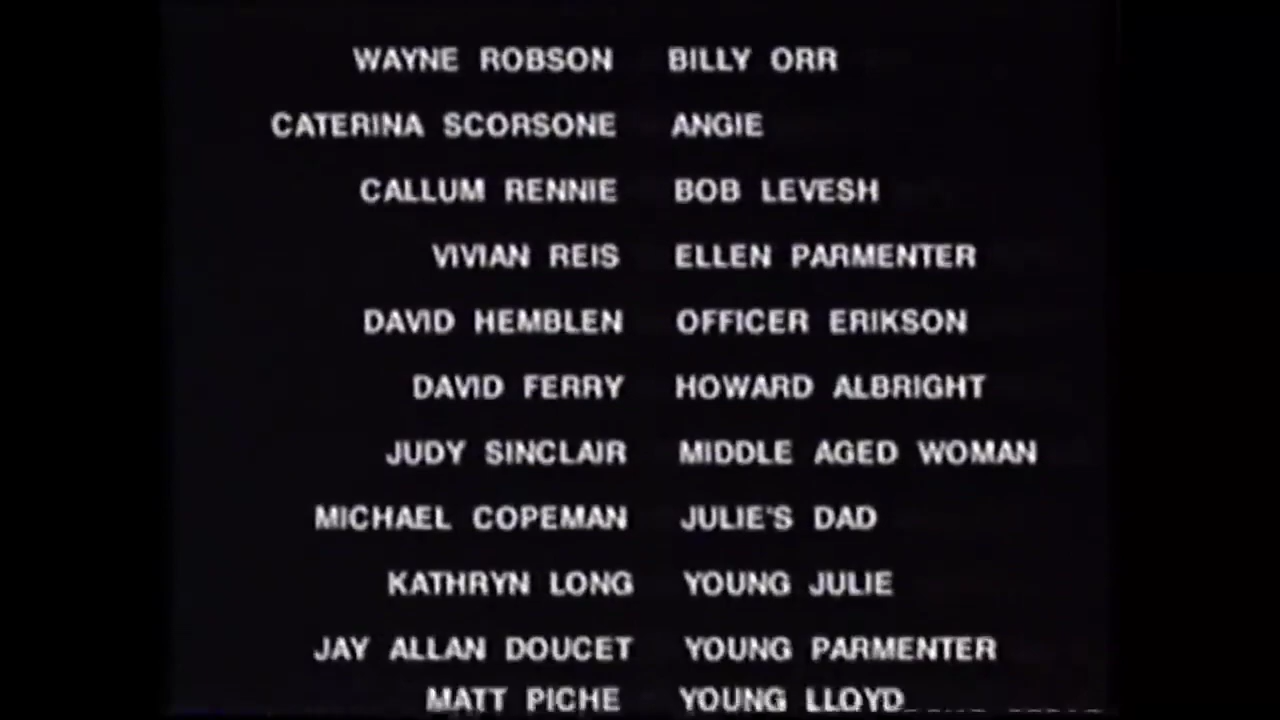 WAYNE ROBSON BILLY ORR
CATERINA SCORSONE ANGIE
CALLUM RENNIE BOB LEVESH
VIVIAN REIS ELLEN PARMENTER
DAVID HEMBLEN OFFICER ERIKSON
DAVID FERRY HOWARD ALBRIGHT
JUDY SINCLAIR MIDDLE AGED WOMAN
MICHAEL COPEMAN JULIE'S DAD
KATHRYN LONG YOUNG JULIE
JAY ALLAN DOUCET YOUNG PARMENTER
MATT PICHE YOUNG LLOYD